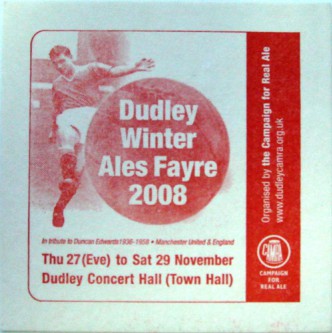 Dudley
Winter
Ales Fayre
2008
In tribute to Duncan Edwards 1936-1958 • Manchester United & England
Thu 27(Eve) to Sat 29 November
Dudley Concert Hall (Town Hall)
Organised by the Campaign for Real Ale
www.dudleycamra.org.uk
CAMRA
CAMPAIGN
FOR
REAL ALE